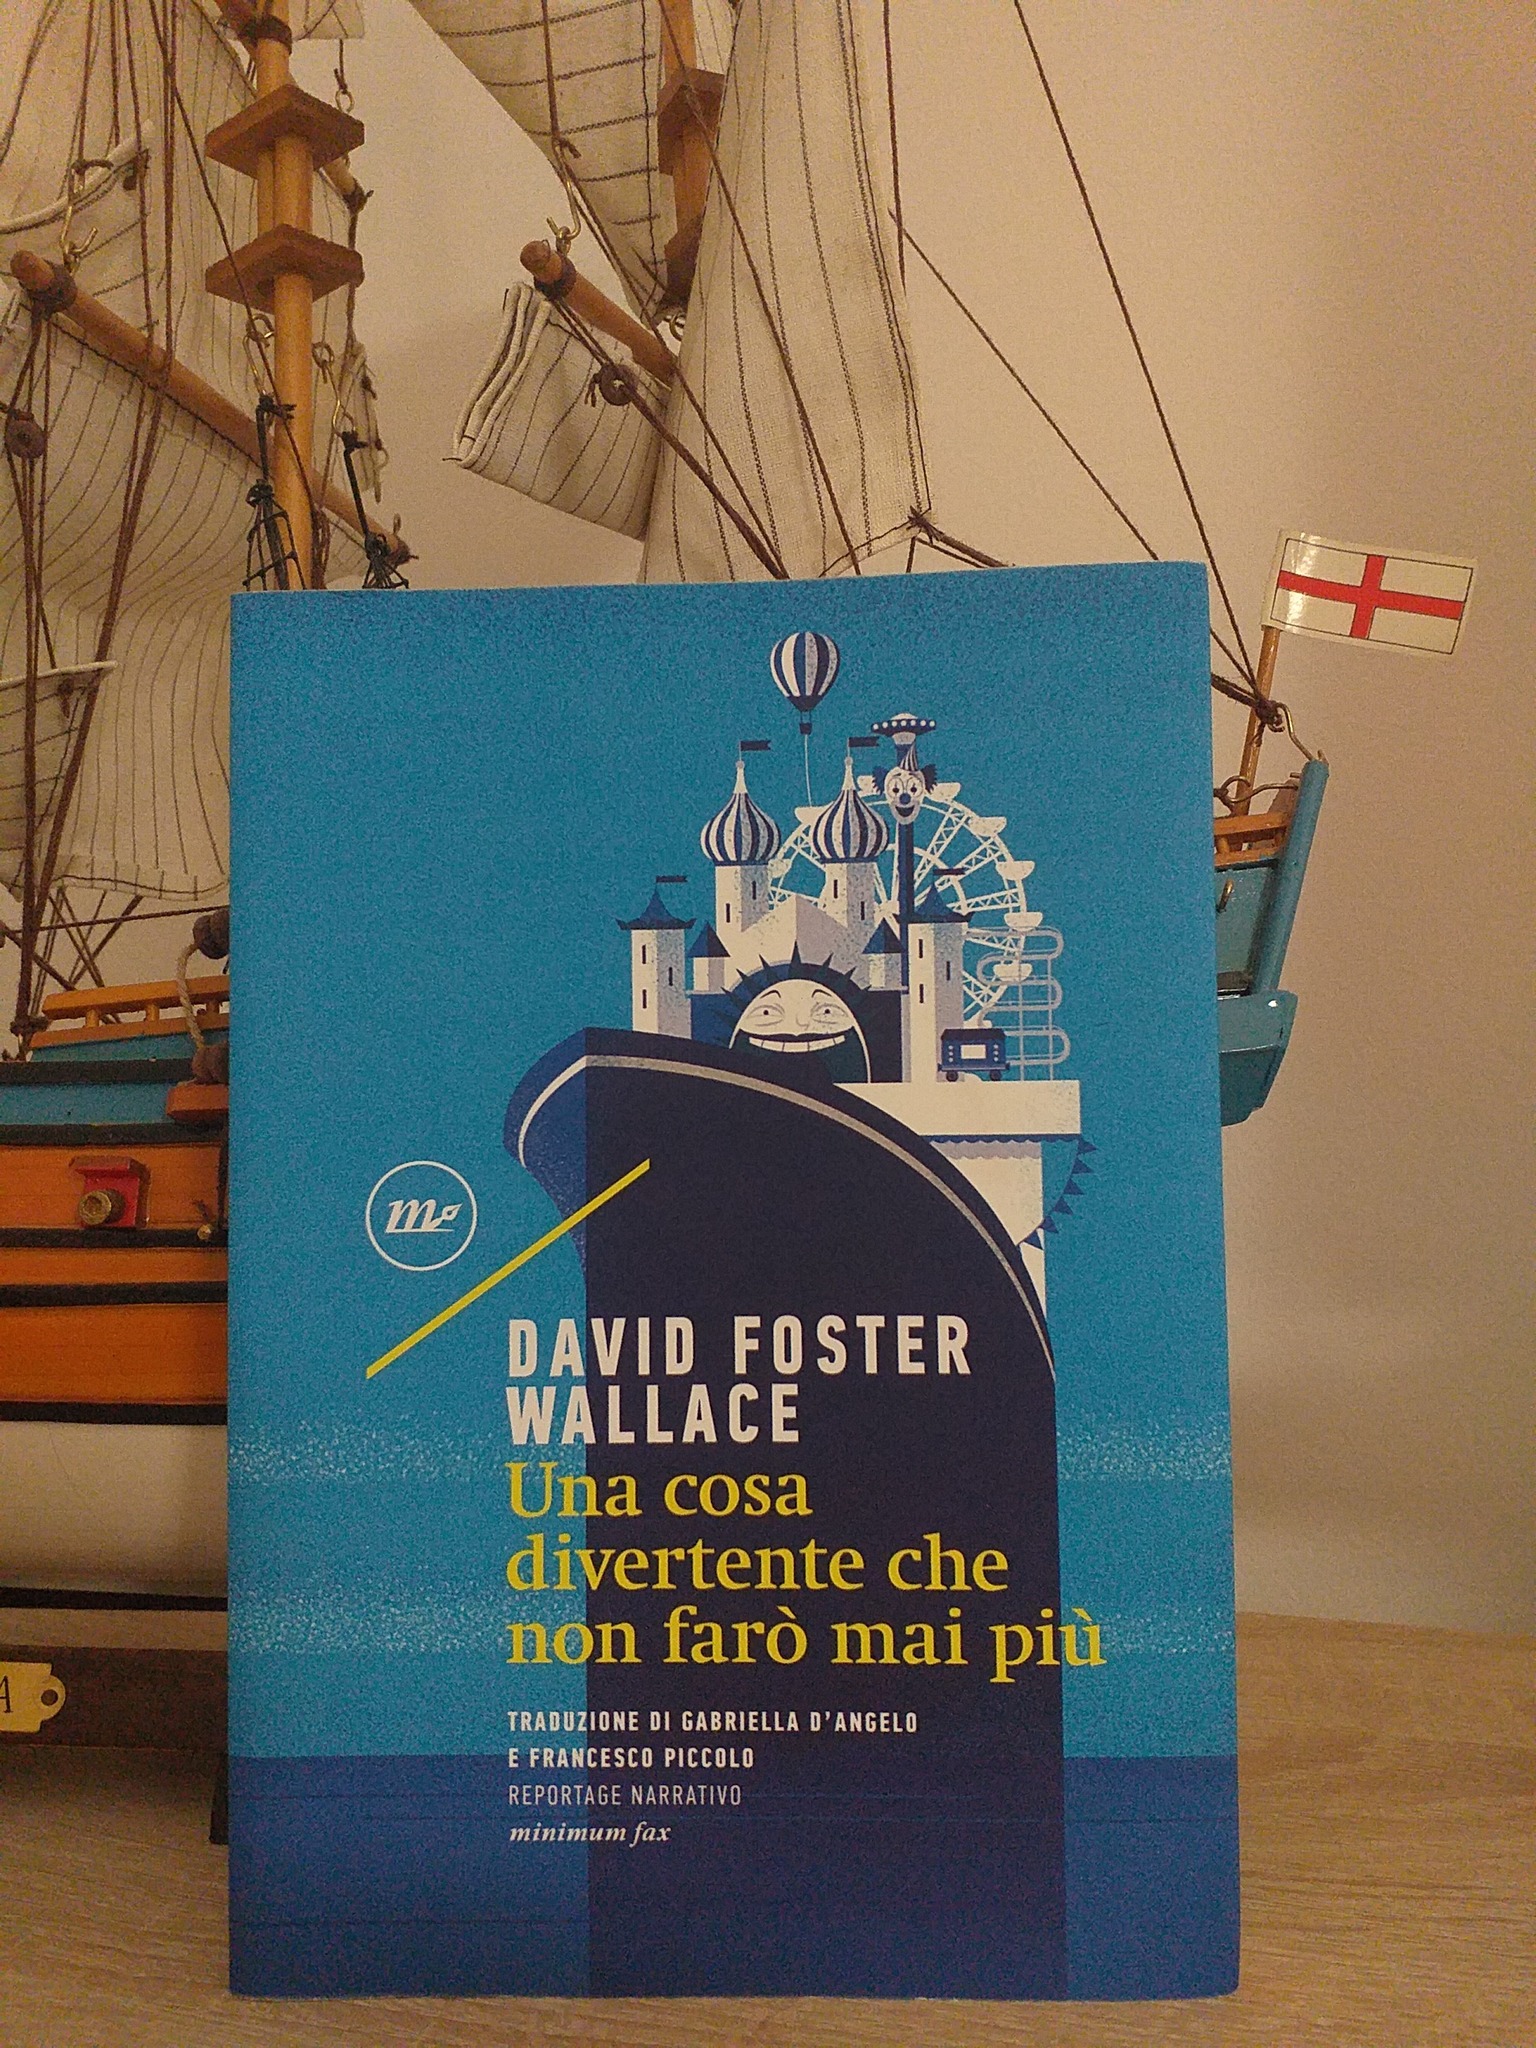 DAVID FOSTER
WALLACE
Una cosa
divertente che
non farò mai più
TRADUZIONE DI GABRIELLA D'ANGELO
E FRANCESCO PICCOLO
REPORTAGE NARRATIVO
minimum fax
m
A